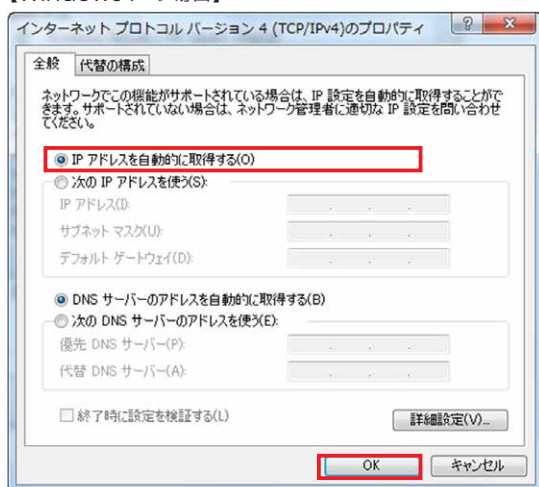 インターネット プロトコル バージョン 4 (TCP/IPv4)のプロパティ
全般
代替の構成
ネットワークでこの機能がサポートされている場合は、IP 設定を自動的に取得することがで
きます。サポートされていない場合は、ネットワーク管理者に適切な IP 設定を問い合わせ
てください。
IP アドレスを自動的に取得する(O)
次の IP アドレスを使う(S):
IP アドレス(I):
サブネット マスク(U):
デフォルト ゲートウェイ(D):
DNS サーバーのアドレスを自動的に取得する(B)
次の DNS サーバーのアドレスを使う(E):
優先 DNS サーバー(P):
代替 DNS サーバー(A):
終了時に設定を検証する(L)
詳細設定(V)...
OK
キャンセル